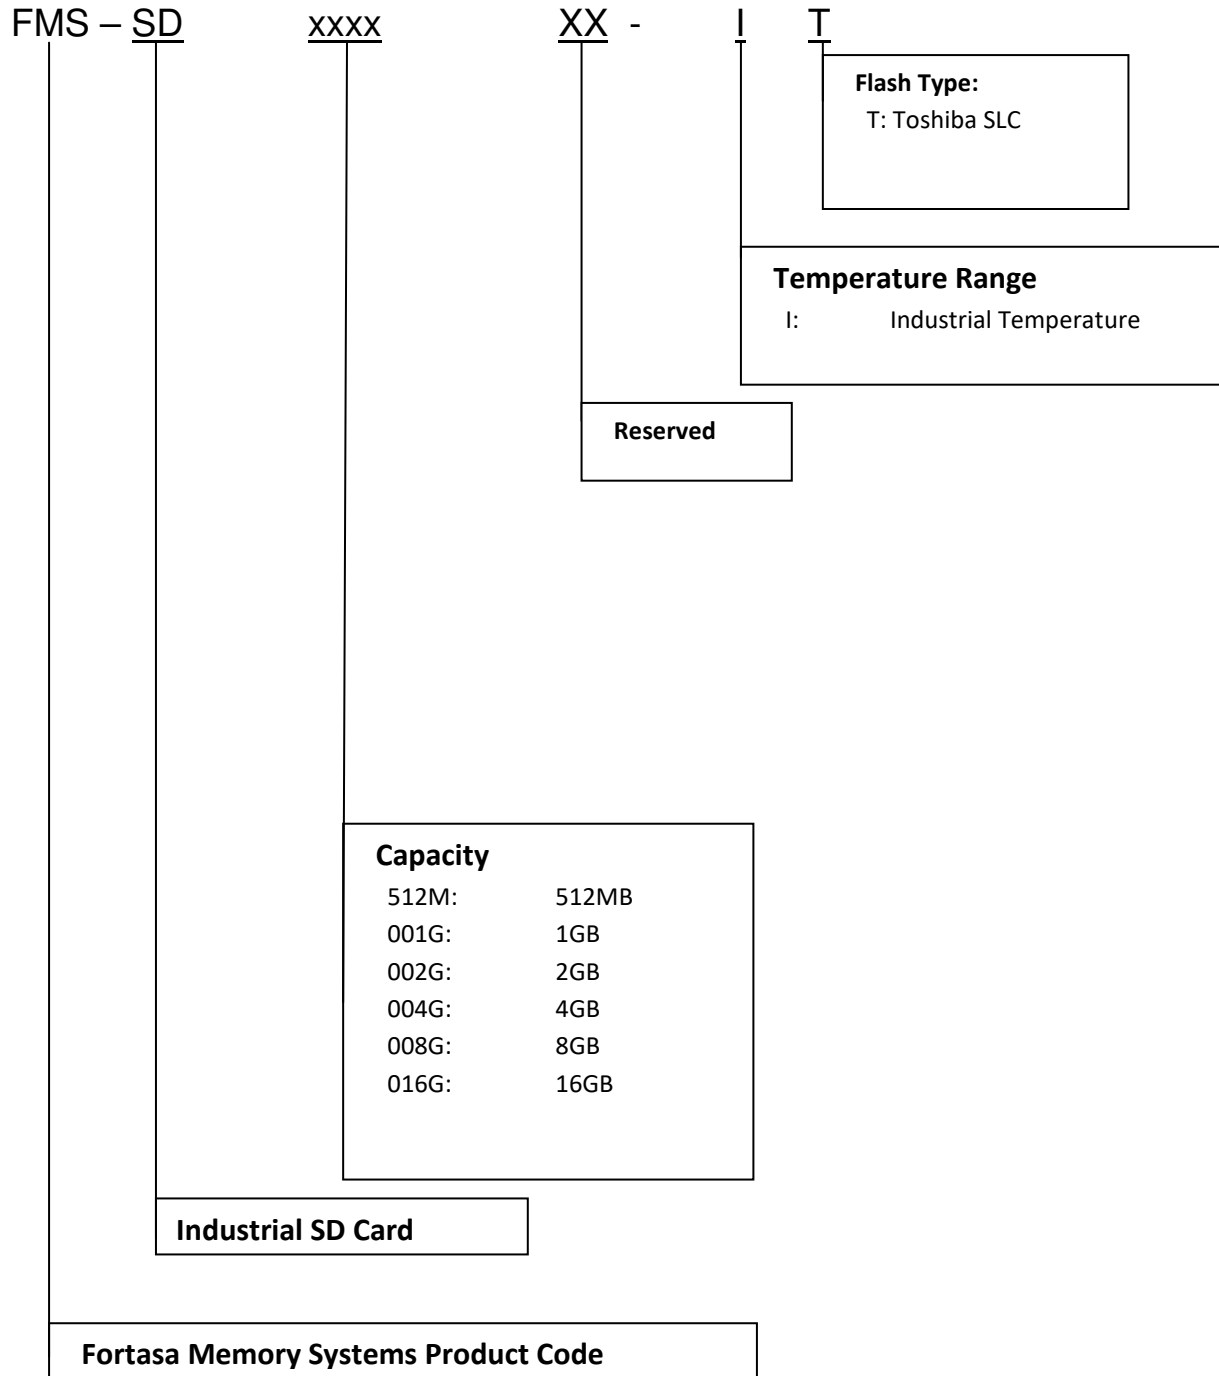 FMS – SD xxxx XX - I T
Flash Type:
T: Toshiba SLC
Temperature Range
I: Industrial Temperature
Reserved
Capacity
512M: 512MB
001G: 1GB
002G: 2GB
004G: 4GB
008G: 8GB
016G: 16GB
Industrial SD Card
Fortasa Memory Systems Product Code